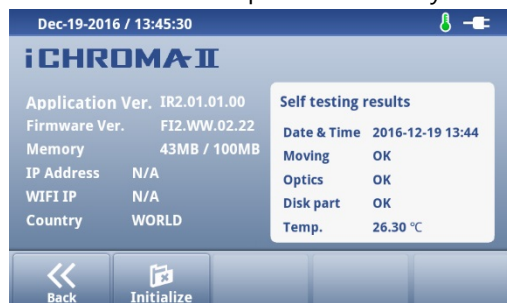 Dec-19-2016 / 13:45:30
iCHROMA II
Application Ver. IR2.01.01.00
Firmware Ver. FI2.WW.02.22
Memory 43MB / 100MB
IP Address N/A
WIFI IP N/A
Country WORLD
Self testing results
Date & Time 2016-12-19 13:44
Moving OK
Optics OK
Disk part OK
Temp. 26.30 ℃
Back
Initialize